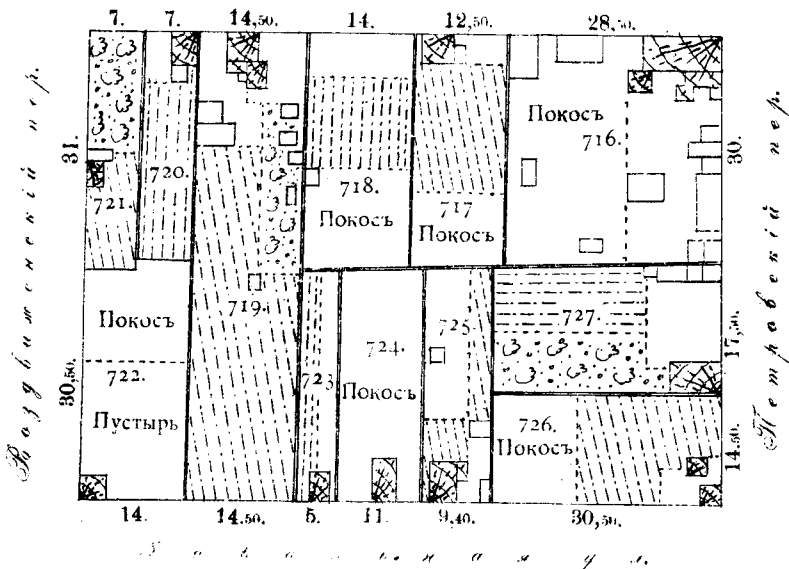 7. 7. 14,50. 14. 12,50. 28,50.
Покосъ
716.
31.
30.
720.
721.
718.
Покосъ
717
Покосъ
Петровскій пер.
719.
Покосъ
727.
725.
724.
Покосъ
723
17,50.
30,50.
722.
Пустырь
726.
Покосъ
14.50.
14. 14.50. 5. 11. 9,40. 30,50.